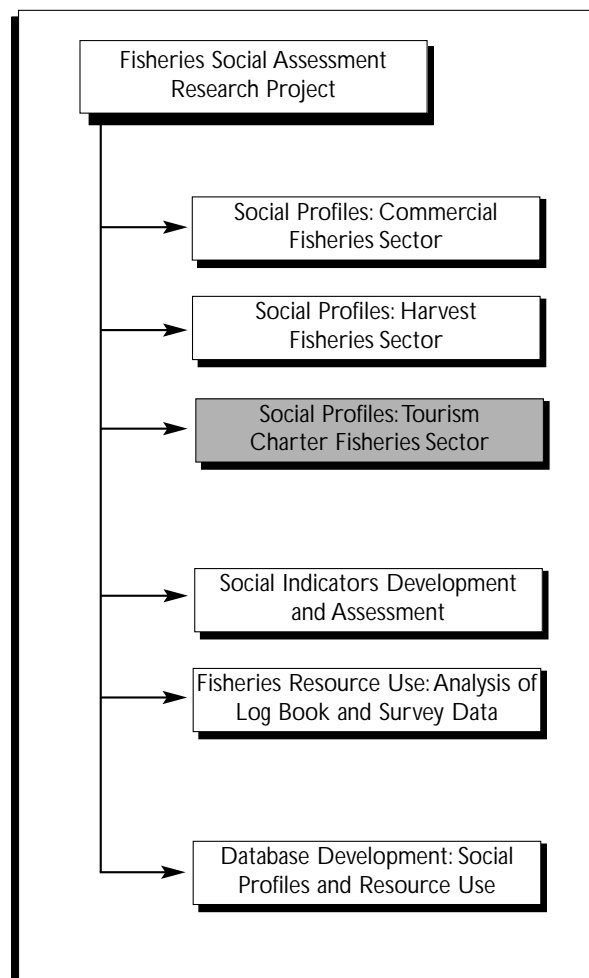 Fisheries Social Assessment
Research Project
Social Profiles: Commercial
Fisheries Sector
Social Profiles: Harvest
Fisheries Sector
Social Profiles: Tourism
Charter Fisheries Sector
Social Indicators Development
and Assessment
Fisheries Resource Use: Analysis of
Log Book and Survey Data
Database Development: Social
Profiles and Resource Use